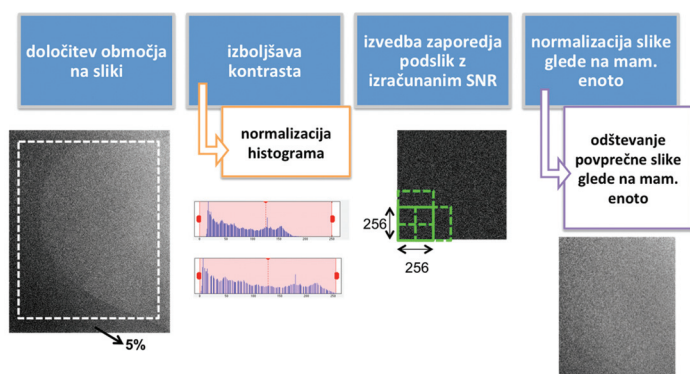 določitev območja
na sliki
izboljšava
kontrasta
normalizacija
histograma
izvedba zaporedja
podslik z
izračunanim SNR
normalizacija slike
glede na mam.
enoto
odštevanje
povprečne slike
glede na mam.
enoto
5%
256
256